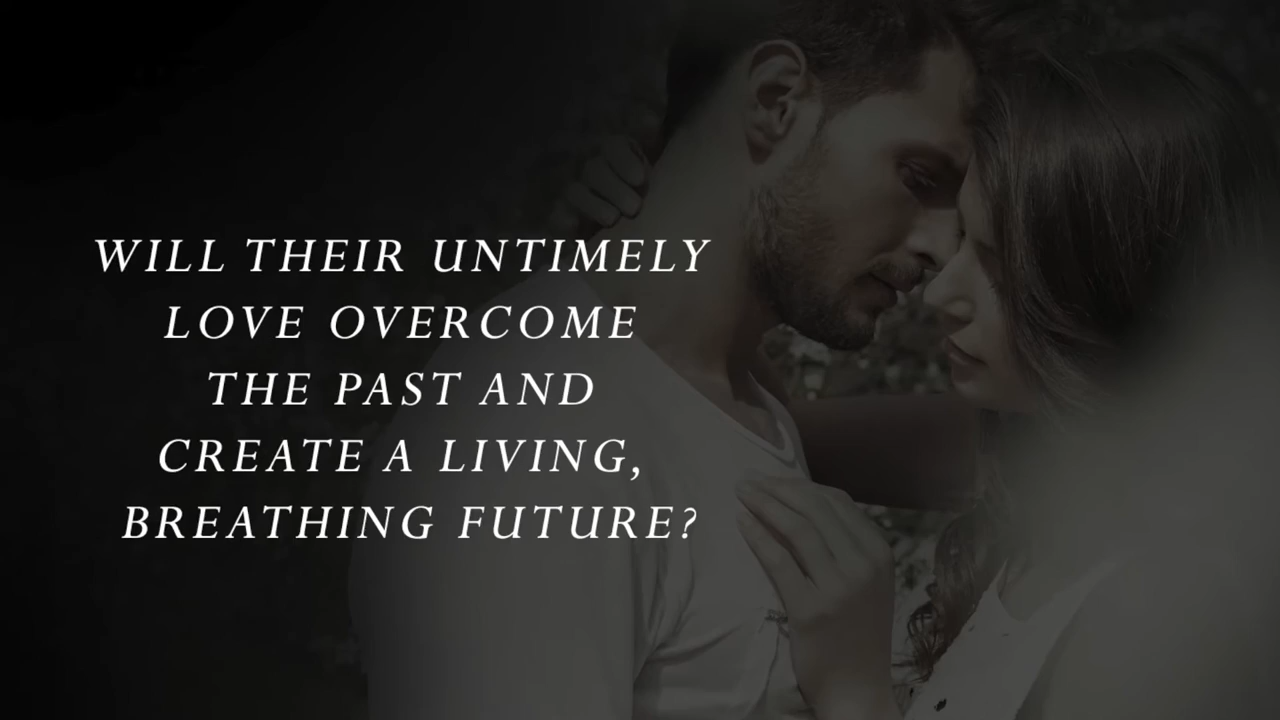 WILL THEIR UNTIMELY
LOVE OVERCOME
THE PAST AND
CREATE A LIVING,
BREATHING FUTURE?